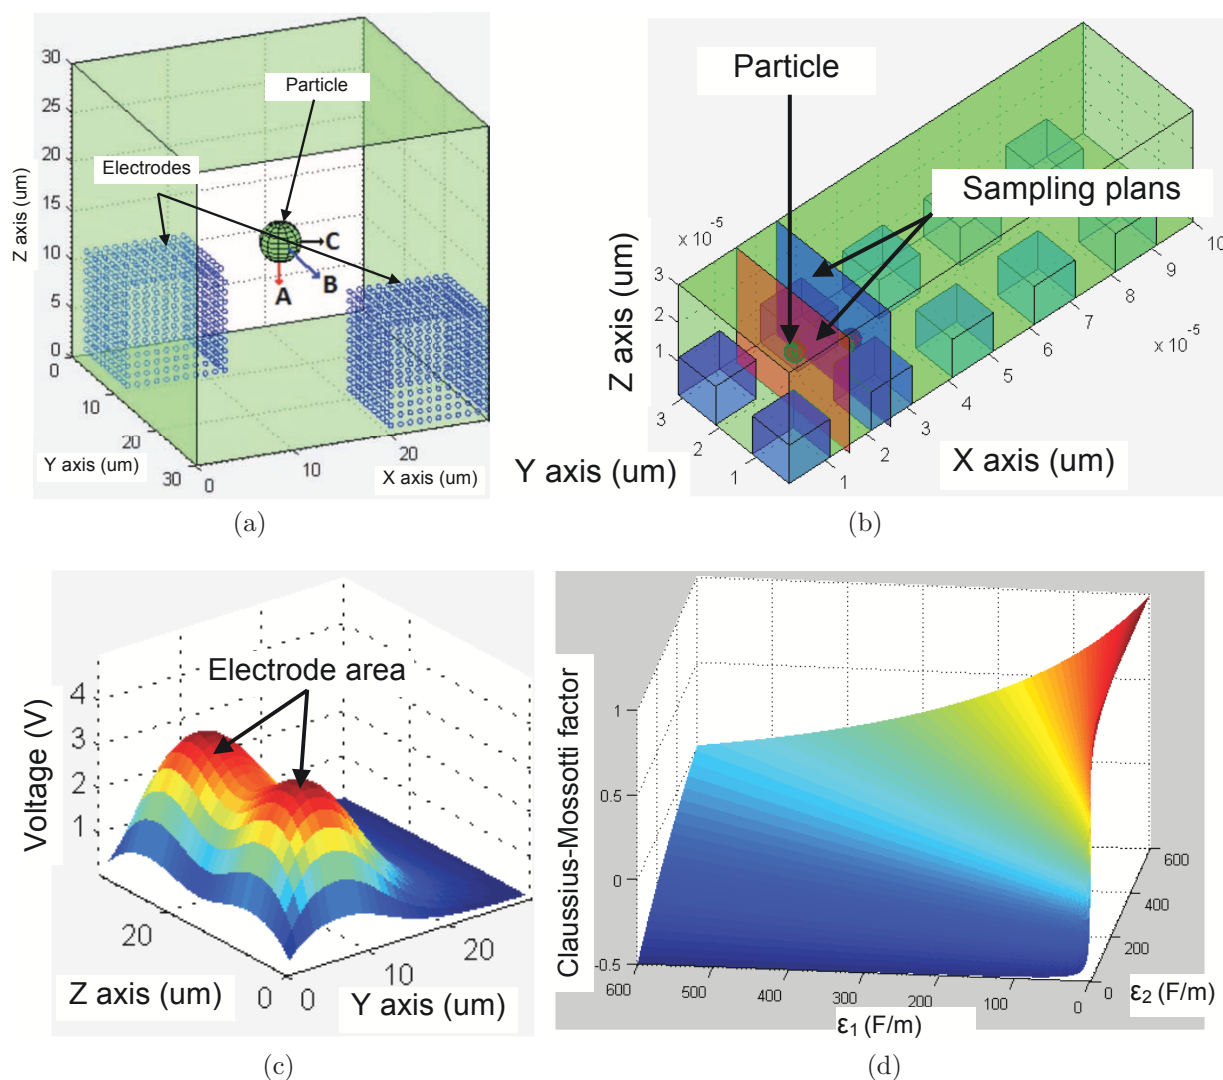 Particle
Electrodes
Z axis (um)
30
25
20
15
10
5
0
0
10
20
30
Y axis (um)
0
10
20
X axis (um)
A
B
C
(a)
Particle
Sampling plans
x 10⁻⁵
Z axis (um)
3
2
1
3
2
1
Y axis (um)
1
2
3
4
5
6
7
8
9
10
x 10⁻⁵
X axis (um)
(b)
Electrode area
Voltage (V)
4
3
2
1
20
0
Z axis (um)
0
10
20
Y axis (um)
(c)
Claussius-Mossotti factor
1
0.5
0
-0.5
600
500
400
300
200
100
0
ε₁ (F/m)
600
400
200
0
ε₂ (F/m)
(d)